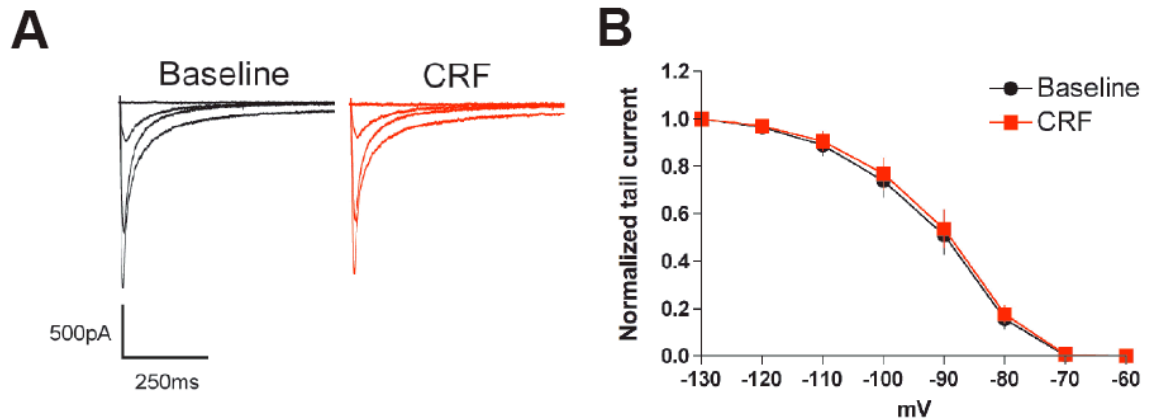 A
Baseline
CRF
500pA
250ms
B
Normalized tail current
1.2
1.0
0.8
0.6
0.4
0.2
0.0
-130 -120 -110 -100 -90 -80 -70 -60
mV
Baseline
CRF